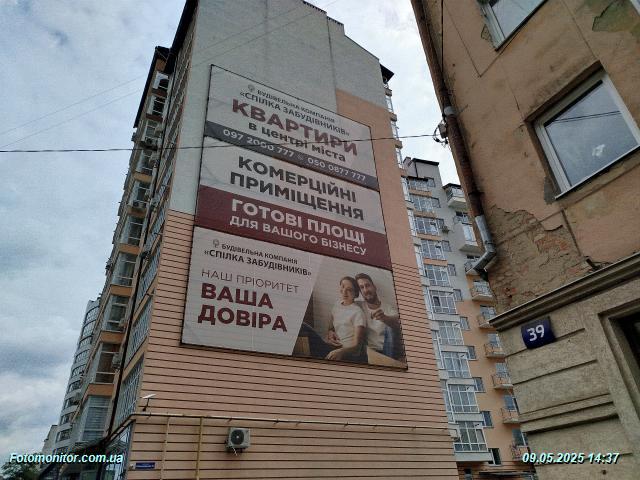 БУДІВЕЛЬНА КОМПАНІЯ
«СПІЛКА ЗАБУДІВНИКІВ»
КВАРТИРИ
в центрі міста
097 2000 777 050 0877 777
КОМЕРЦІЙНІ
ПРИМІЩЕННЯ
ГОТОВІ ПЛОЩІ
ДЛЯ ВАШОГО БІЗНЕСУ
БУДІВЕЛЬНА КОМПАНІЯ
«СПІЛКА ЗАБУДІВНИКІВ»
НАШ ПРІОРИТЕТ
ВАША
ДОВІРА
39
Fotomonitor.com.ua
09.05.2025 14:37